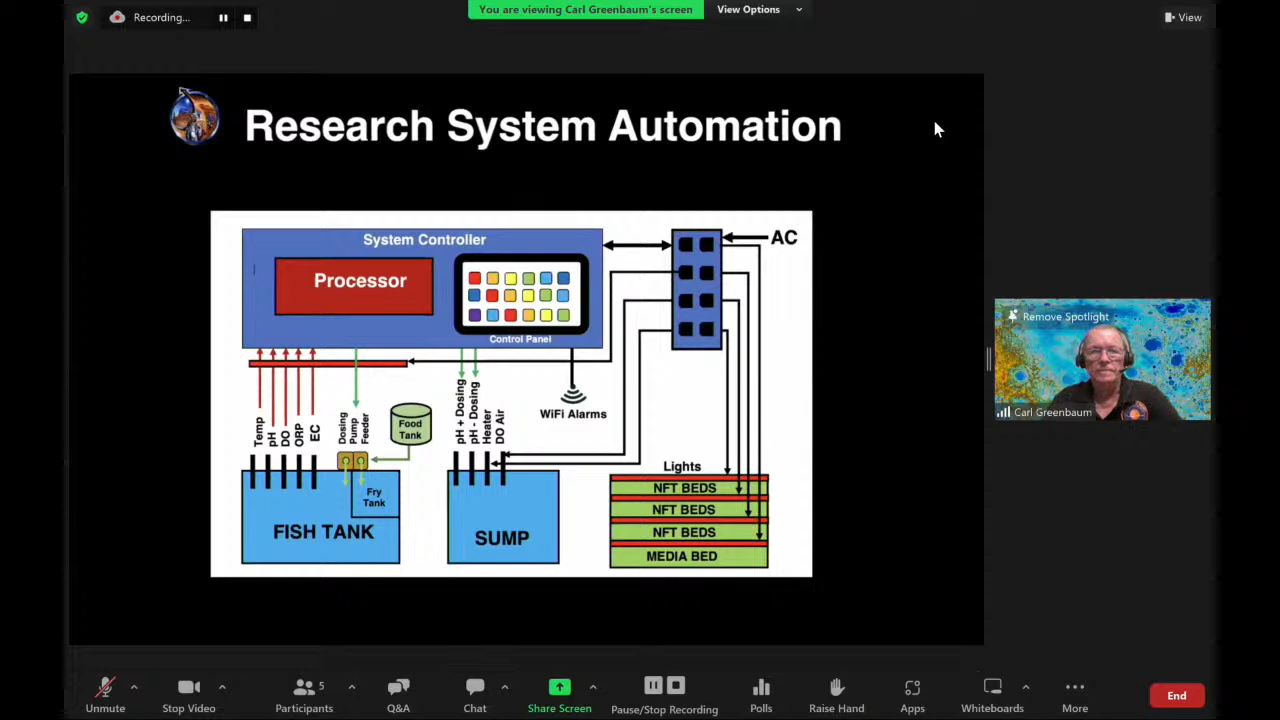 Recording...
You are viewing Carl Greenbaum's screen
View Options
View
Research System Automation
System Controller
Processor
Control Panel
AC
WiFi Alarms
Temp
pH
DO
ORP
EC
Dosing
Pump
Feeder
Food
Tank
pH + Dosing
pH - Dosing
Heater
DO Air
Fry
Tank
FISH TANK
SUMP
Lights
NFT BEDS
NFT BEDS
NFT BEDS
MEDIA BED
Remove Spotlight
Carl Greenbaum
Unmute
Stop Video
5
Participants
Q&A
Chat
Share Screen
Pause/Stop Recording
Polls
Raise Hand
Apps
Whiteboards
More
End